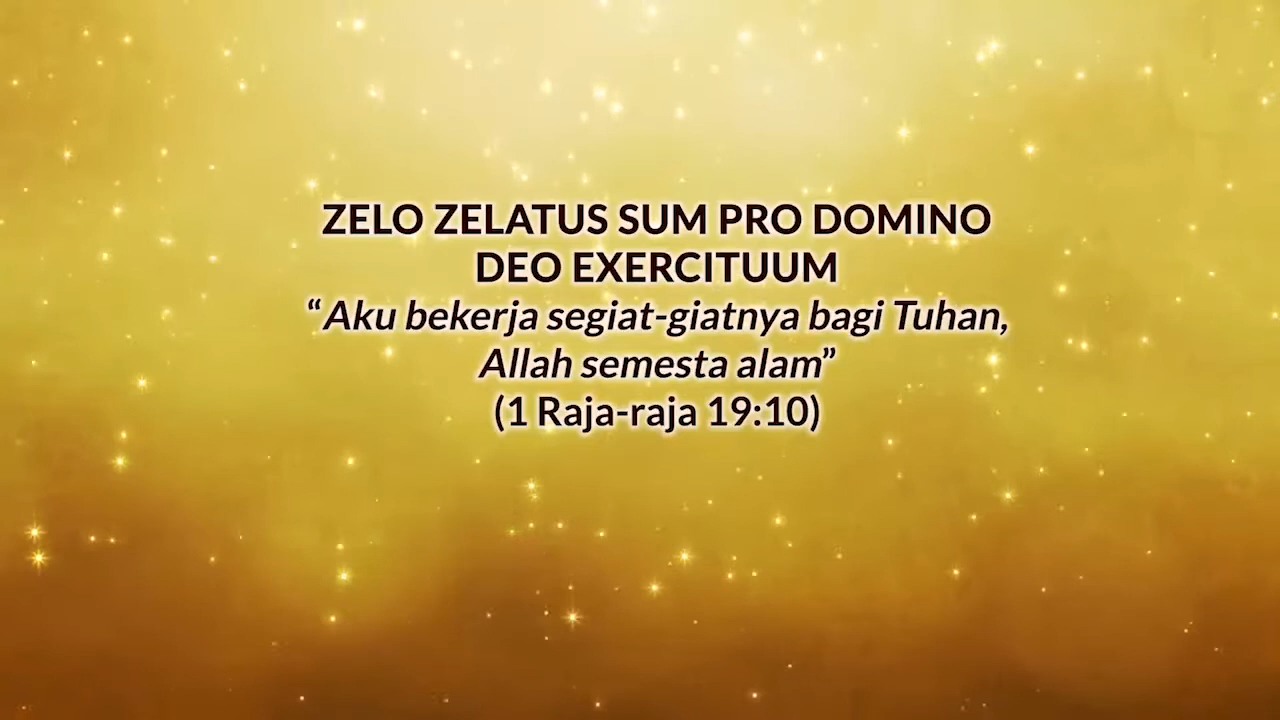 ZELO ZELATUS SUM PRO DOMINO
DEO EXERCITUUM
“Aku bekerja segiat-giatnya bagi Tuhan,
Allah semesta alam”
(1 Raja-raja 19:10)